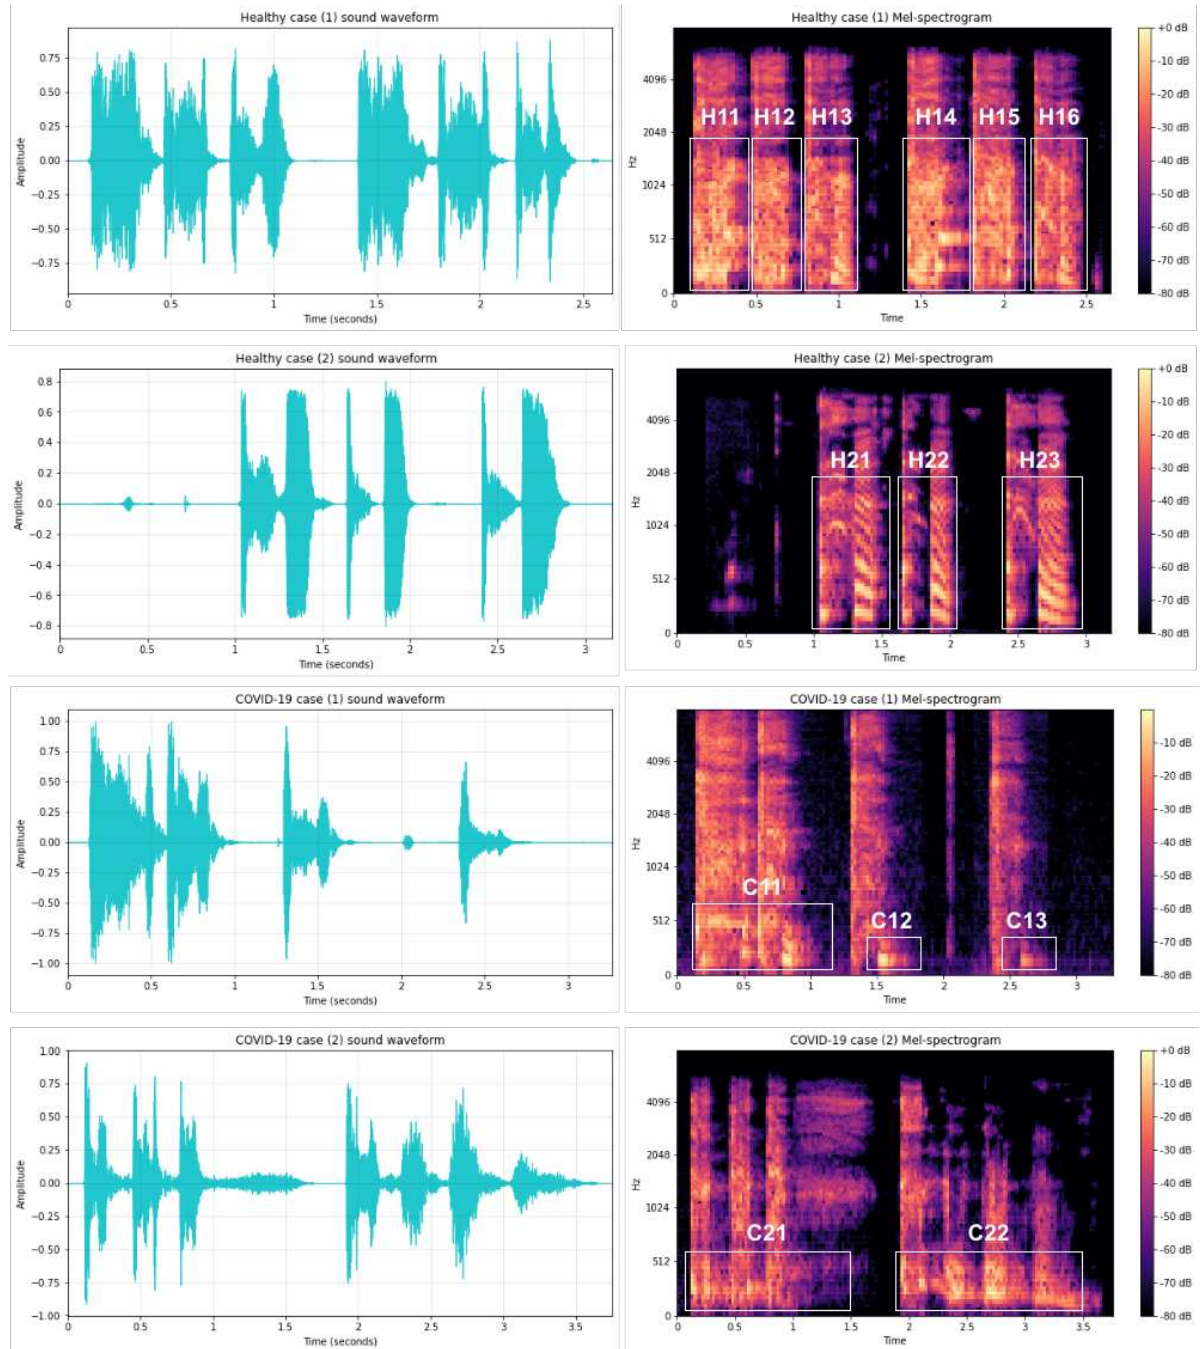 Healthy case (1) sound waveform
0.75
0.50
0.25
0.00
−0.25
−0.50
−0.75
Amplitude
0
0.5
1
1.5
2
2.5
Time (seconds)
Healthy case (1) Mel-spectrogram
4096
2048
1024
512
0
Hz
H11 H12 H13 H14 H15 H16
0
0.5
1
1.5
2
2.5
Time
+0 dB
-10 dB
-20 dB
-30 dB
-40 dB
-50 dB
-60 dB
-70 dB
-80 dB
Healthy case (2) sound waveform
0.8
0.6
0.4
0.2
0.0
−0.2
−0.4
−0.6
−0.8
Amplitude
0
0.5
1
1.5
2
2.5
3
Time (seconds)
Healthy case (2) Mel-spectrogram
4096
2048
1024
512
0
Hz
H21 H22 H23
0
0.5
1
1.5
2
2.5
3
Time
+0 dB
-10 dB
-20 dB
-30 dB
-40 dB
-50 dB
-60 dB
-70 dB
-80 dB
COVID-19 case (1) sound waveform
1.00
0.75
0.50
0.25
0.00
−0.25
−0.50
−0.75
−1.00
Amplitude
0
0.5
1
1.5
2
2.5
3
Time (seconds)
COVID-19 case (1) Mel-spectrogram
4096
2048
1024
512
0
Hz
C11
C12 C13
0
0.5
1
1.5
2
2.5
3
Time
-10 dB
-20 dB
-30 dB
-40 dB
-50 dB
-60 dB
-70 dB
-80 dB
COVID-19 case (2) sound waveform
1.00
0.75
0.50
0.25
0.00
−0.25
−0.50
−0.75
−1.00
Amplitude
0
0.5
1
1.5
2
2.5
3
3.5
Time (seconds)
COVID-19 case (2) Mel-spectrogram
4096
2048
1024
512
0
Hz
C21 C22
0
0.5
1
1.5
2
2.5
3
3.5
Time
+0 dB
-10 dB
-20 dB
-30 dB
-40 dB
-50 dB
-60 dB
-70 dB
-80 dB